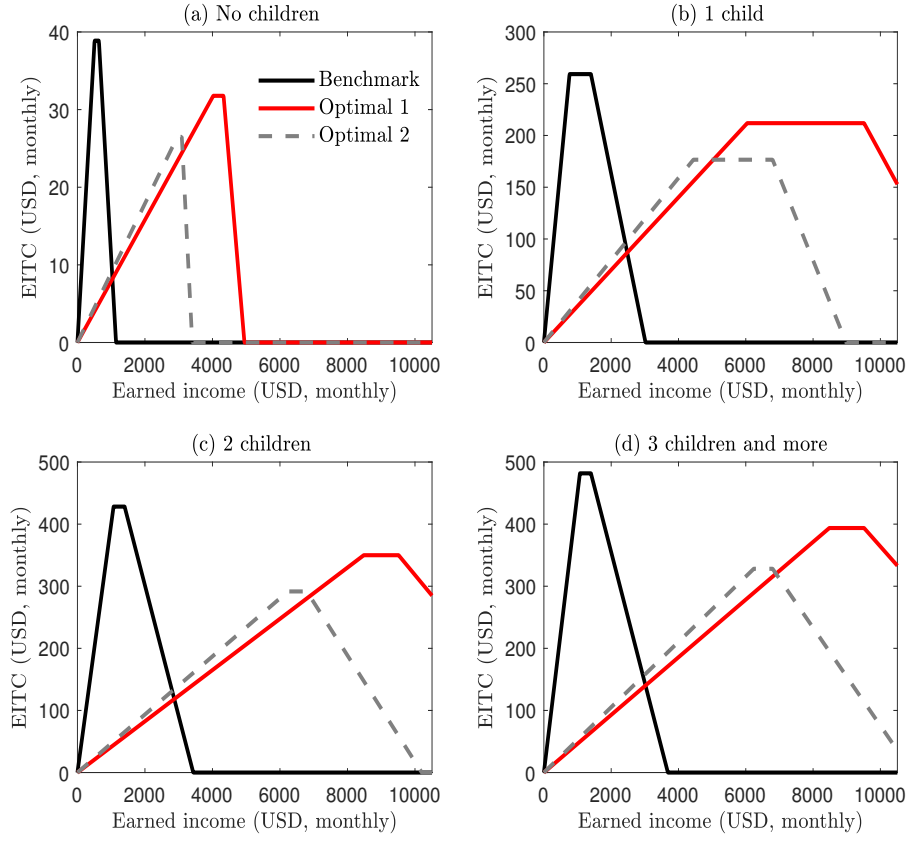 (a) No children
40
30
20
10
0
EITC (USD, monthly)
Benchmark
Optimal 1
Optimal 2
0 2000 4000 6000 8000 10000
Earned income (USD, monthly)
(b) 1 child
300
250
200
150
100
50
0
EITC (USD, monthly)
0 2000 4000 6000 8000 10000
Earned income (USD, monthly)
(c) 2 children
500
400
300
200
100
0
EITC (USD, monthly)
0 2000 4000 6000 8000 10000
Earned income (USD, monthly)
(d) 3 children and more
500
400
300
200
100
0
EITC (USD, monthly)
0 2000 4000 6000 8000 10000
Earned income (USD, monthly)